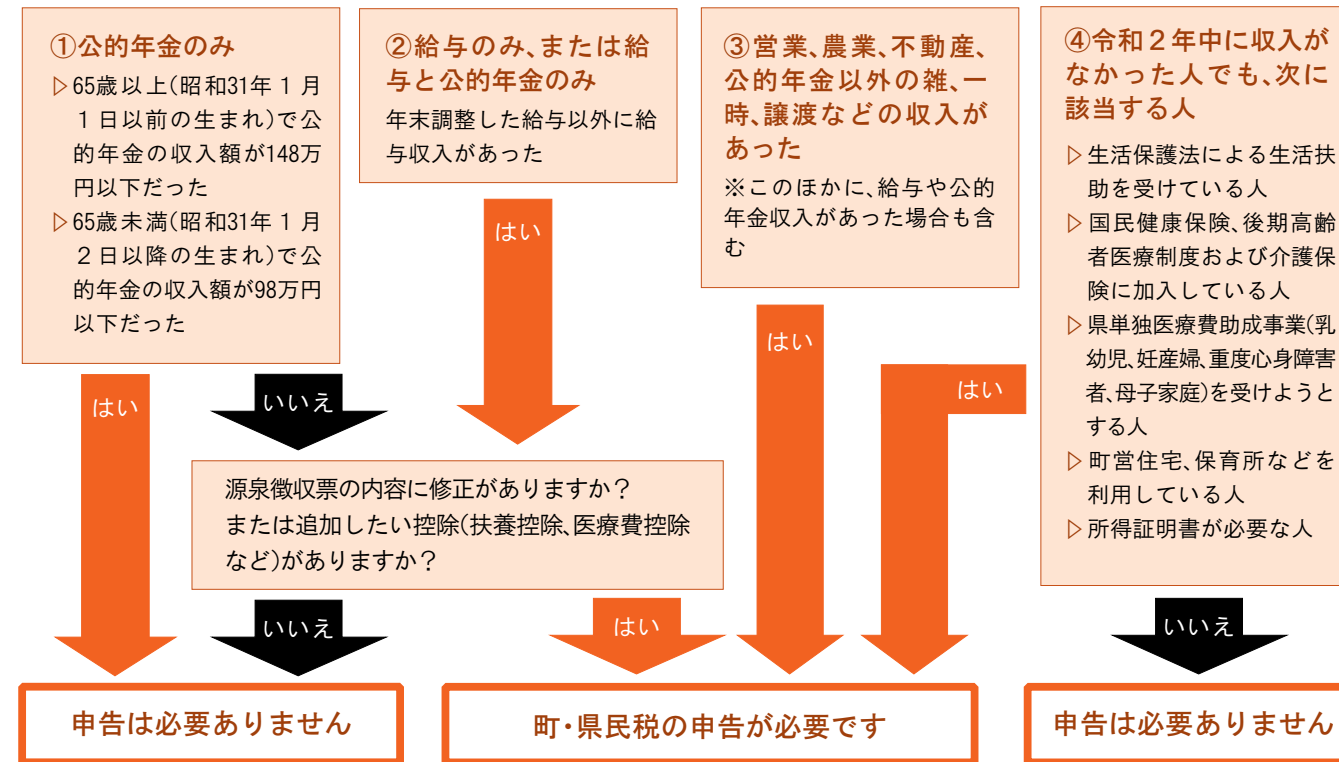 ①公的年金のみ
▷65歳以上(昭和31年1月
1日以前の生まれ)で公
的年金の収入額が148万
円以下だった
▷65歳未満(昭和31年1月
2日以降の生まれ)で公
的年金の収入額が98万円
以下だった
②給与のみ、または給
与と公的年金のみ
年末調整した給与以外に給
与収入があった
③営業、農業、不動産、
公的年金以外の雑、一
時、譲渡などの収入が
あった
※このほかに、給与や公的
年金収入があった場合も含
む
④令和2年中に収入が
なかった人でも、次に
該当する人
▷生活保護法による生活扶
助を受けている人
▷国民健康保険、後期高齢
者医療制度および介護保
険に加入している人
▷県単独医療費助成事業(乳
幼児、妊産婦、重度心身障害
者、母子家庭)を受けようと
する人
▷町営住宅、保育所などを
利用している人
▷所得証明書が必要な人
はい
いいえ
はい
はい
はい
源泉徴収票の内容に修正がありますか？
または追加したい控除(扶養控除、医療費控除
など)がありますか？
いいえ
はい
いいえ
申告は必要ありません
町・県民税の申告が必要です
申告は必要ありません